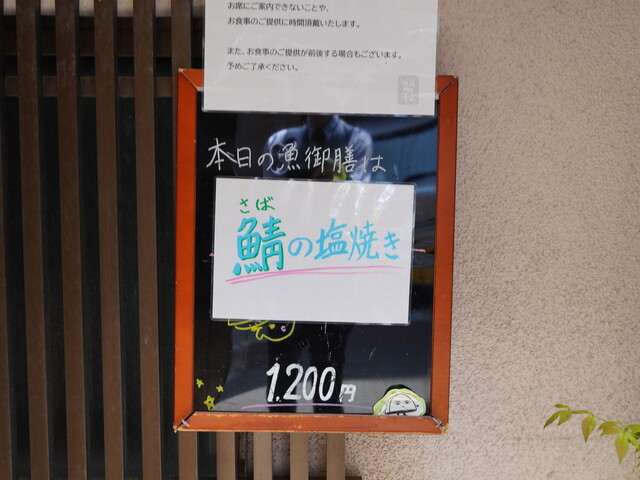 お席にご案内できないことや、
お食事のご提供に時間頂戴いたします。
また、お食事のご提供が前後する場合もございます。
予めご了承ください。
本日の漁御膳は
さば
鯖の塩焼き
1,200円